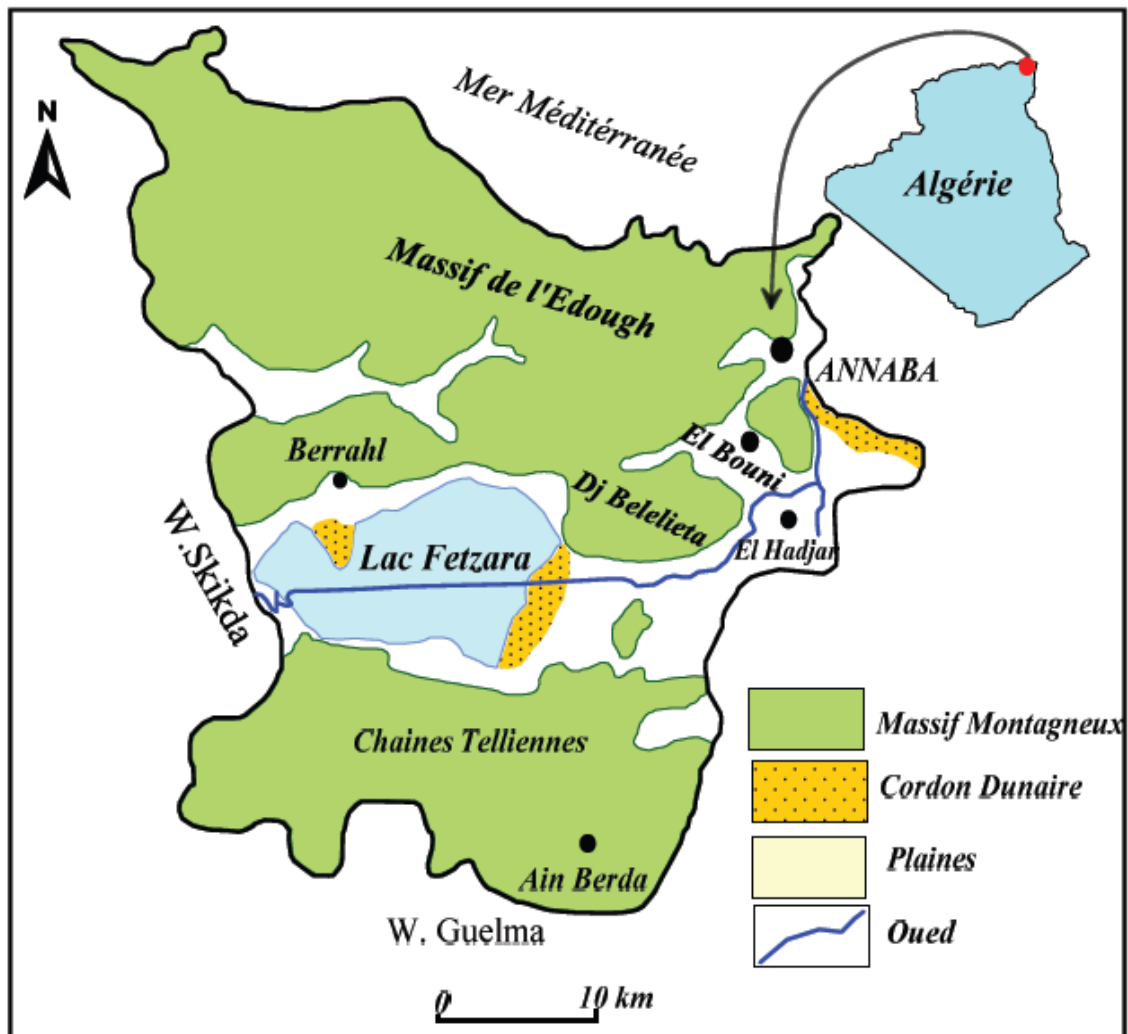 N
Mer Méditérranée
Algérie
Massif de l'Edough
ANNABA
Berrahl
El Bouni
Dj Belelieta
El Hadjar
W.Skikda
Lac Fetzara
Chaines Telliennes
Ain Berda
W. Guelma
Massif Montagneux
Cordon Dunaire
Plaines
Oued
0 10 km